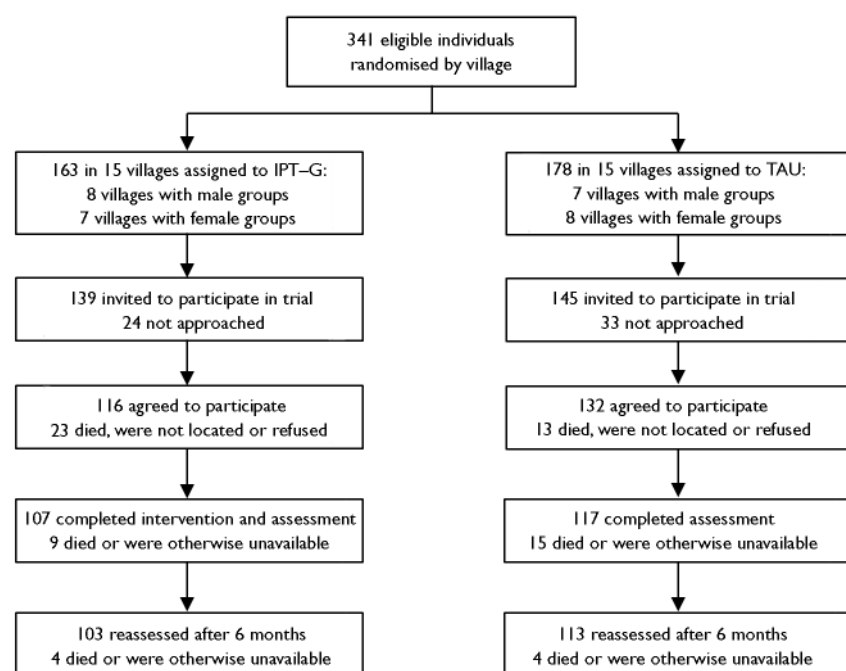 341 eligible individuals
randomised by village
163 in 15 villages assigned to IPT–G:
8 villages with male groups
7 villages with female groups
178 in 15 villages assigned to TAU:
7 villages with male groups
8 villages with female groups
139 invited to participate in trial
24 not approached
145 invited to participate in trial
33 not approached
116 agreed to participate
23 died, were not located or refused
132 agreed to participate
13 died, were not located or refused
107 completed intervention and assessment
9 died or were otherwise unavailable
117 completed assessment
15 died or were otherwise unavailable
103 reassessed after 6 months
4 died or were otherwise unavailable
113 reassessed after 6 months
4 died or were otherwise unavailable